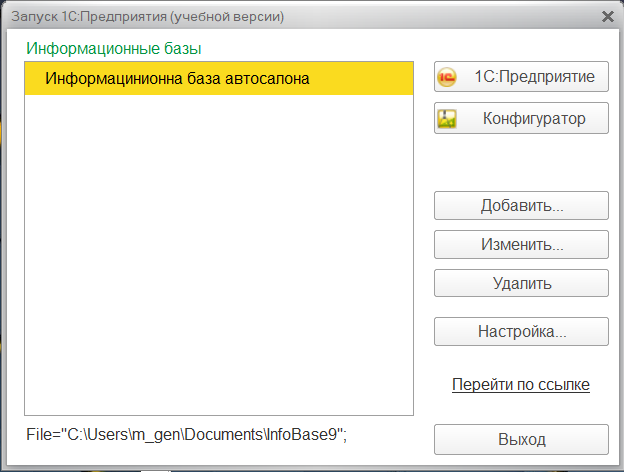 Запуск 1С:Предприятия (учебной версии)
Информационные базы
Информацинионна база автосалона
1С:Предприятие
Конфигуратор
Добавить...
Изменить...
Удалить
Настройка...
Перейти по ссылке
File="C:\Users\m_gen\Documents\InfoBase9";
Выход